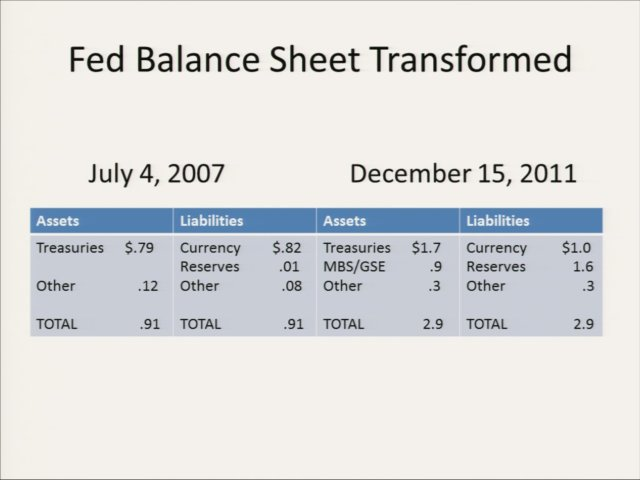 Fed Balance Sheet Transformed
July 4, 2007 December 15, 2011
Assets Liabilities Assets Liabilities
Treasuries $.79 Currency $.82 Treasuries $1.7 Currency $1.0
Reserves .01 MBS/GSE .9 Reserves 1.6
Other .12 Other .08 Other .3 Other .3
TOTAL .91 TOTAL .91 TOTAL 2.9 TOTAL 2.9